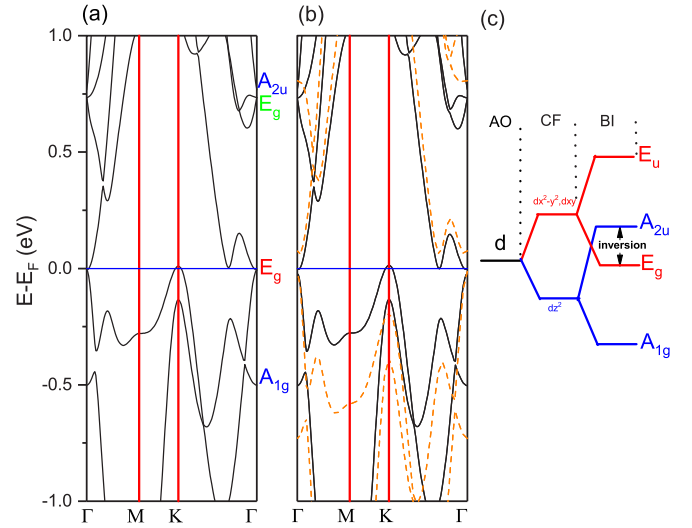 (a)
(b)
(c)
1.0
0.5
0.0
-0.5
-1.0
E-E_F (eV)
Γ M K Γ
Γ M K Γ
A_2u
E_g
E_g
A_1g
AO CF BI
d
dx²-y²,dxy
dz²
E_u
A_2u
inversion
E_g
A_1g